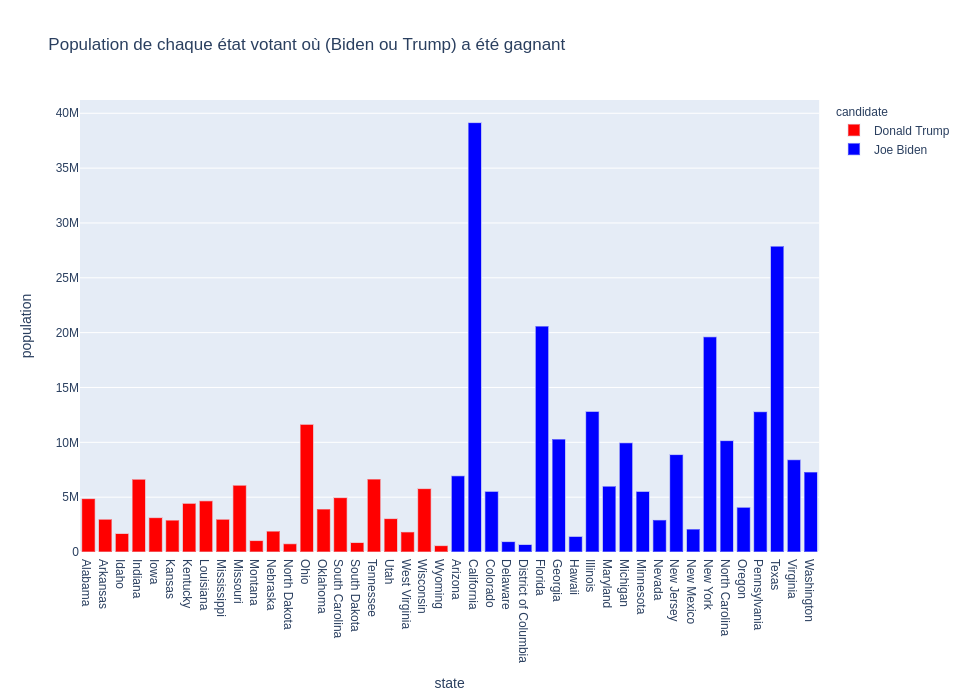 Population de chaque état votant où (Biden ou Trump) a été gagnant
candidate
Donald Trump
Joe Biden
population
40M
35M
30M
25M
20M
15M
10M
5M
0
Alabama
Arkansas
Idaho
Indiana
Iowa
Kansas
Kentucky
Louisiana
Mississippi
Missouri
Montana
Nebraska
North Dakota
Ohio
Oklahoma
South Carolina
South Dakota
Tennessee
Utah
West Virginia
Wisconsin
Wyoming
Arizona
California
Colorado
Delaware
District of Columbia
Florida
Georgia
Hawaii
Illinois
Maryland
Michigan
Minnesota
Nevada
New Jersey
New Mexico
New York
North Carolina
Oregon
Pennsylvania
Texas
Virginia
Washington
state